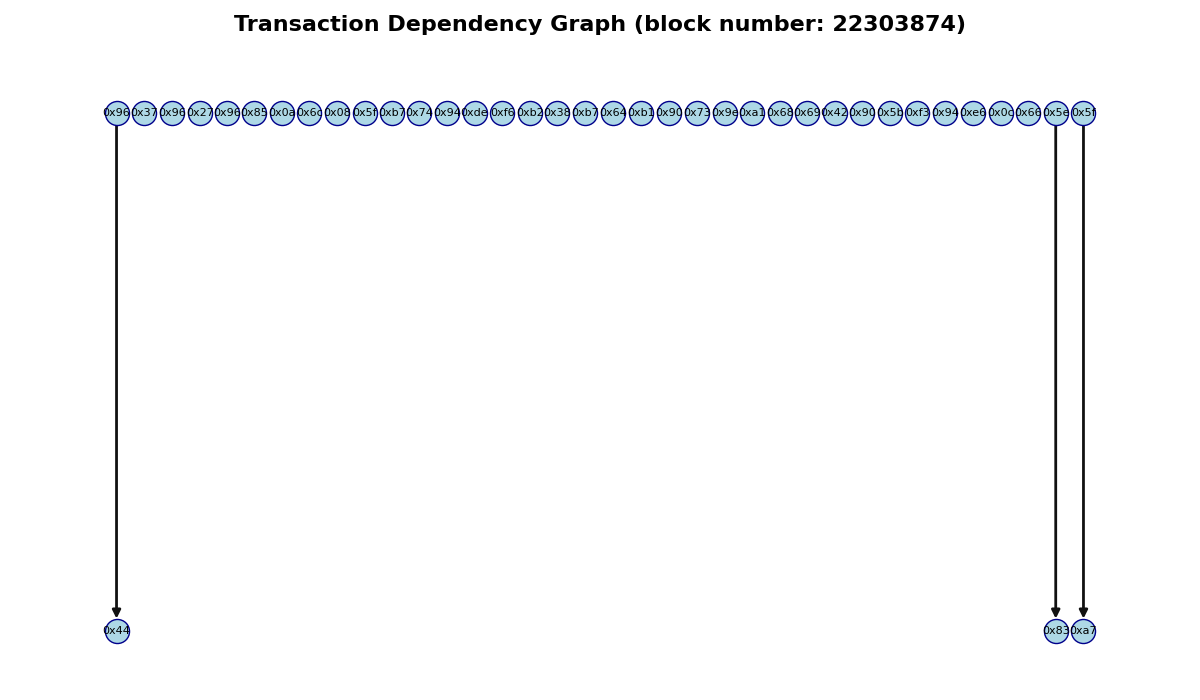 Transaction Dependency Graph (block number: 22303874)
0x96 0x37 0x96 0x27 0x96 0x85 0x0a 0x6c 0x08 0x5f 0xb7 0x74 0x94 0xde 0xf6 0xb2 0x38 0xb7 0x64 0xb1 0x90 0x73 0x9e 0xa1 0x68 0x69 0x42 0x90 0x5b 0xf3 0x94 0xe6 0x0c 0x66 0x5e 0x5f
0x44 0x83 0xa7